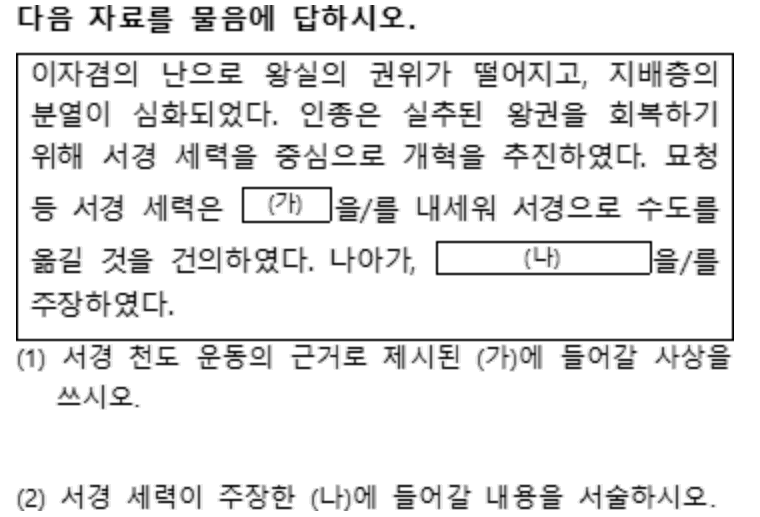 다음 자료를 물음에 답하시오.
이자겸의 난으로 왕실의 권위가 떨어지고, 지배층의
분열이 심화되었다. 인종은 실추된 왕권을 회복하기
위해 서경 세력을 중심으로 개혁을 추진하였다. 묘청
등 서경 세력은 (가) 을/를 내세워 서경으로 수도를
옮길 것을 건의하였다. 나아가, (나) 을/를
주장하였다.
(1) 서경 천도 운동의 근거로 제시된 (가)에 들어갈 사상을
쓰시오.
(2) 서경 세력이 주장한 (나)에 들어갈 내용을 서술하시오.